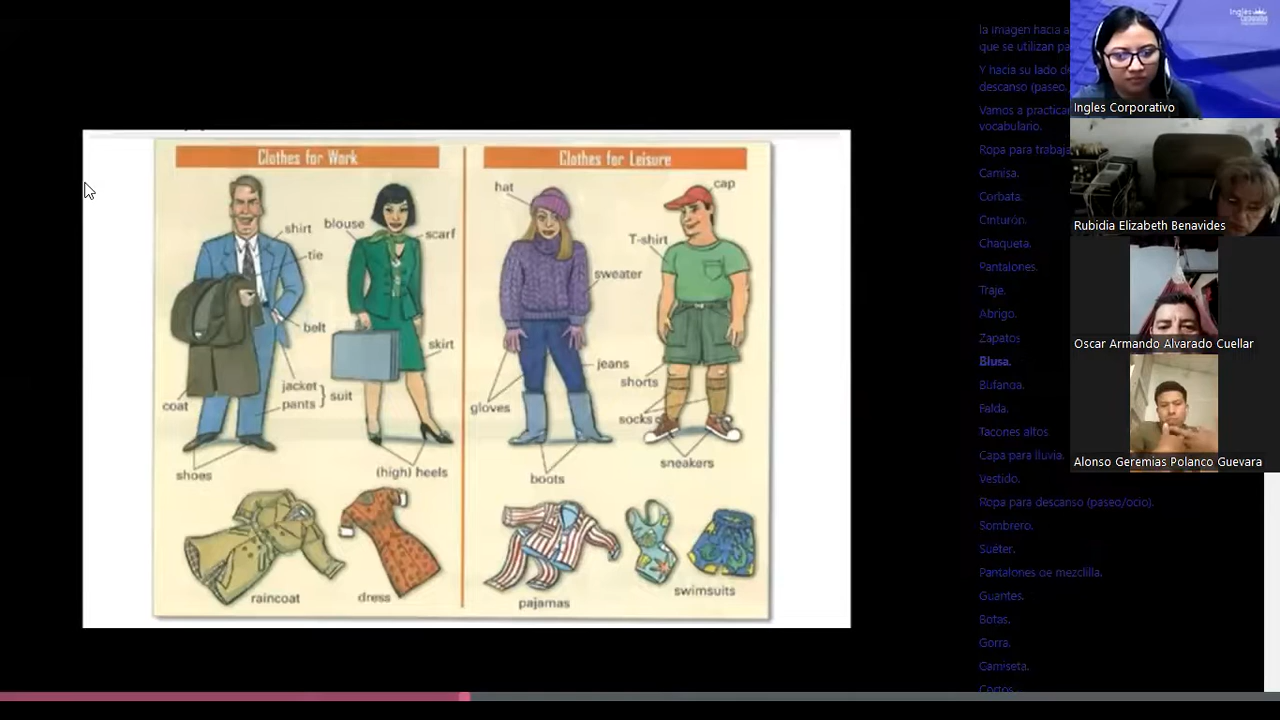 Clothes for Work
Clothes for Leisure
shirt
tie
blouse
scarf
belt
skirt
jacket
pants
suit
coat
shoes
(high) heels
raincoat
dress
hat
cap
T-shirt
sweater
jeans
shorts
gloves
socks
sneakers
boots
pajamas
swimsuits
la imagen hacia
que se utilizan
Y hacia su lado
descanso (paseo
Vamos a practicar
vocabulario.
Ropa para
Camisa.
Corbata.
Cinturón.
Chaqueta.
Pantalones.
Traje.
Abrigo.
Zapatos
Blusa.
Bufanda.
Falda.
Tacones altos.
Capa para lluvia.
Vestido.
Ropa para descanso (paseo/ocio).
Sombrero.
Suéter.
Pantalones de mezclilla.
Guantes.
Botas.
Gorra.
Camiseta.
Cortos.
Ingles Corporativo
Rubidia Elizabeth Benavides
Oscar Armando Alvarado Cuellar
Alonso Geremias Polanco Guevara